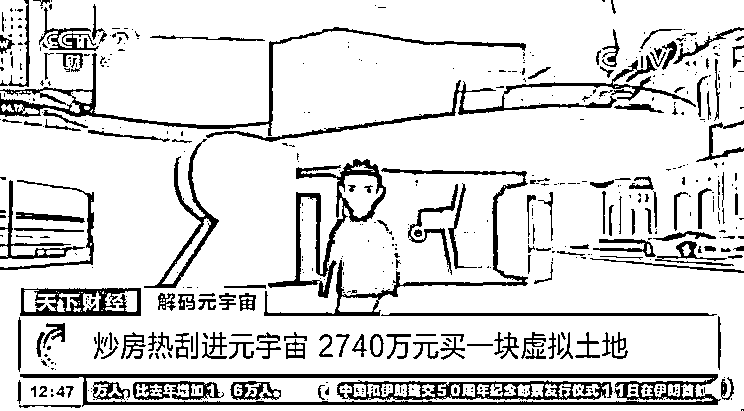 CCTV 2
财
CCTV
天下财经 解码元宇宙
炒房热刮进元宇宙 2740万元买一块虚拟土地
12:47 万人，比去年增加1.6万人。 中国和伊朗建交50周年纪念邮票发行仪式11日在伊朗首都